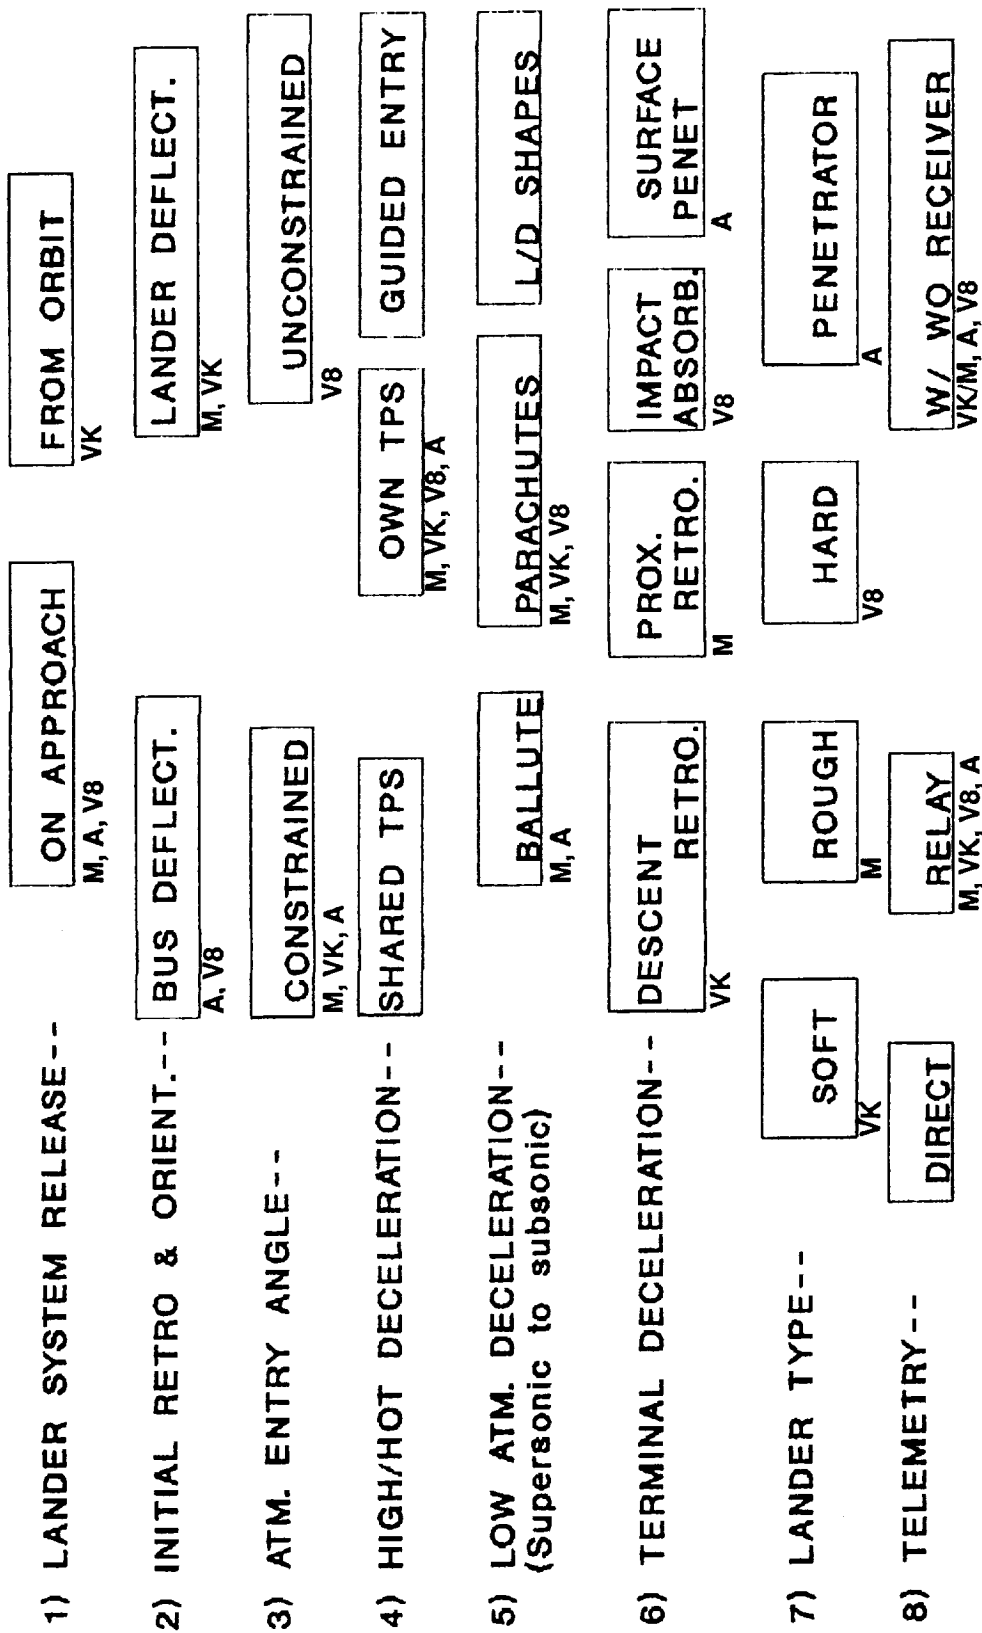 1) LANDER SYSTEM RELEASE--
ON APPROACH
M, A, V8
FROM ORBIT
VK
2) INITIAL RETRO & ORIENT.--
BUS DEFLECT.
A, V8
LANDER DEFLECT.
M, VK
3) ATM. ENTRY ANGLE--
CONSTRAINED
M, VK, A
UNCONSTRAINED
V8
4) HIGH/HOT DECELERATION--
SHARED TPS
OWN TPS
M, VK, V8, A
GUIDED ENTRY
5) LOW ATM. DECELERATION--
(Supersonic to subsonic)
BALLUTE
M, A
PARACHUTES
M, VK, V8
L/D SHAPES
6) TERMINAL DECELERATION--
DESCENT
RETRO.
VK
PROX.
RETRO.
M
IMPACT
ABSORB.
V8
SURFACE
PENET
A
7) LANDER TYPE--
SOFT
VK
ROUGH
M
HARD
V8
PENETRATOR
A
8) TELEMETRY--
DIRECT
RELAY
M, VK, V8, A
W/ WO RECEIVER
VK/M, A, V8